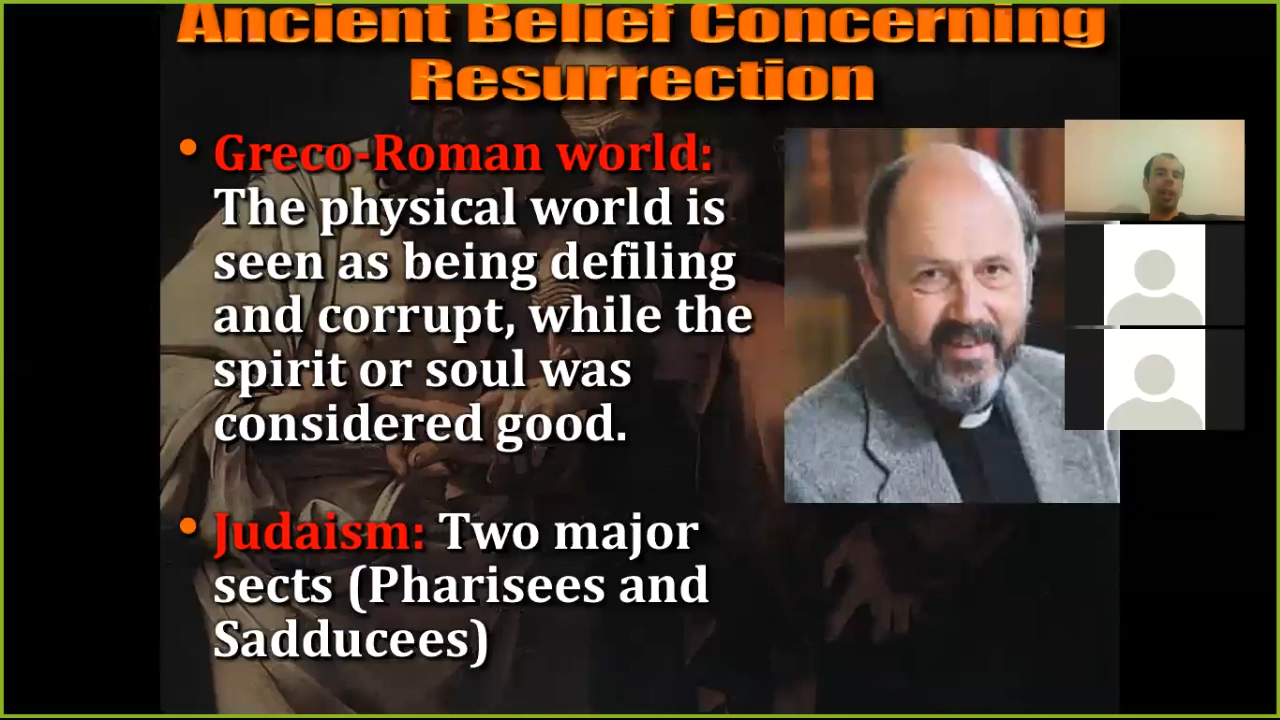 Ancient Belief Concerning
Resurrection
• Greco-Roman world:
The physical world is
seen as being defiling
and corrupt, while the
spirit or soul was
considered good.
• Judaism: Two major
sects (Pharisees and
Sadducees)